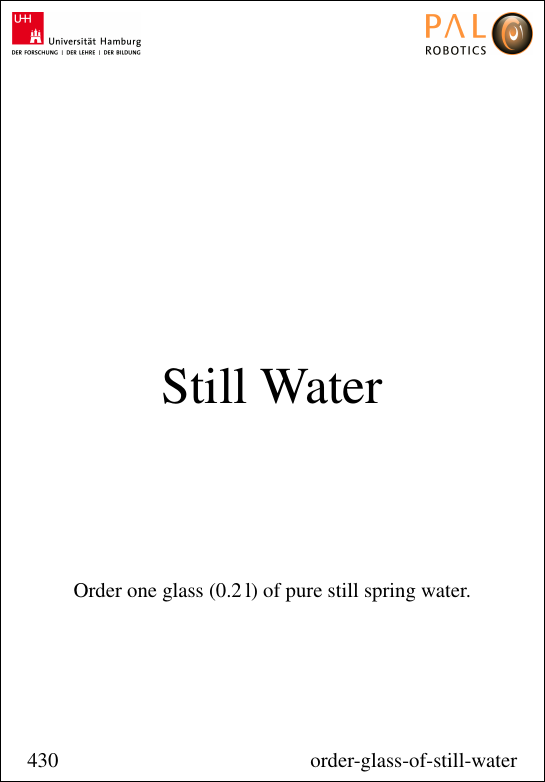 UHH
Universität Hamburg
DER FORSCHUNG | DER LEHRE | DER BILDUNG
PAL
ROBOTICS
Still Water
Order one glass (0.2 l) of pure still spring water.
430
order-glass-of-still-water